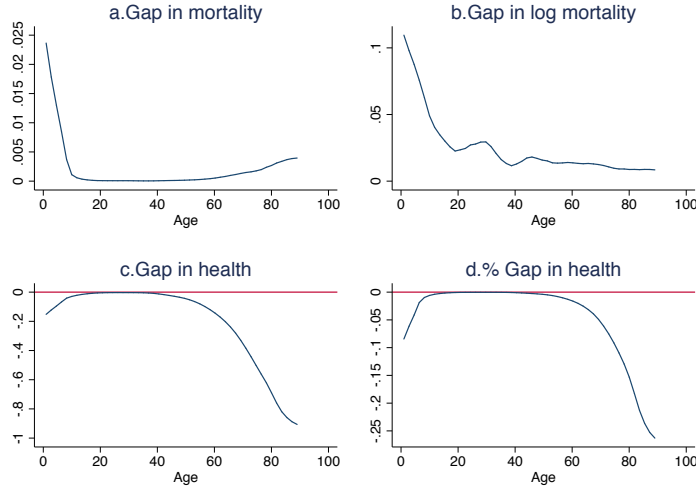 a.Gap in mortality
.025
.02
.015
.01
.005
0
0 20 40 60 80 100
Age
b.Gap in log mortality
.1
.05
0
0 20 40 60 80 100
Age
c.Gap in health
0
-.2
-.4
-.6
-.8
-1
0 20 40 60 80 100
Age
d.% Gap in health
0
-.05
-.1
-.15
-.2
-.25
0 20 40 60 80 100
Age